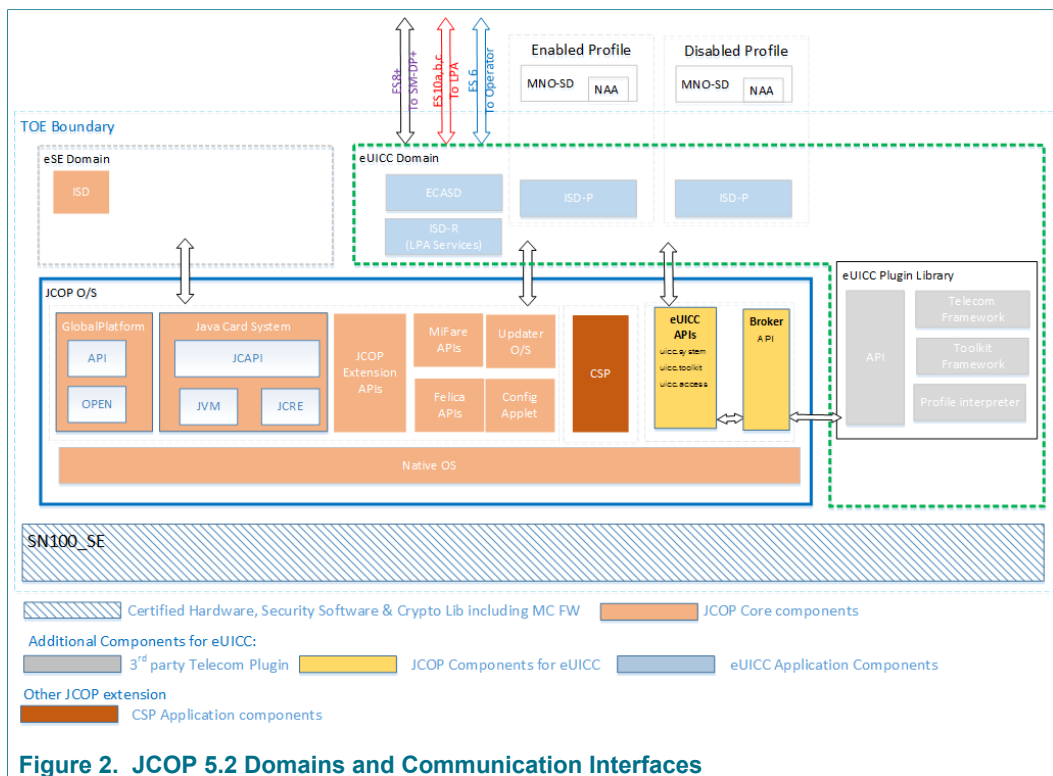 ES8+
To SM-DP+
ES10a,b,c
To LPA
ES 6
To Operator
Enabled Profile
MNO-SD
NAA
Disabled Profile
MNO-SD
NAA
TOE Boundary
eSE Domain
ISD
eUICC Domain
ECASD
ISD-R
(LPA Services)
ISD-P
ISD-P
eUICC Plugin Library
API
Telecom
Framework
Toolkit
Framework
Profile interpreter
JCOP O/S
GlobalPlatform
API
OPEN
Java Card System
JCAPI
JVM
JCRE
JCOP
Extension
APIs
MiFare
APIs
Updater
O/S
Felica
APIs
Config
Applet
CSP
eUICC
APIs
uicc.system
uicc.toolkit
uicc.access
Broker
API
Native OS
SN100_SE
Certified Hardware, Security Software & Crypto Lib including MC FW
JCOP Core components
Additional Components for eUICC:
3rd party Telecom Plugin
JCOP Components for eUICC
eUICC Application Components
Other JCOP extension
CSP Application components
Figure 2. JCOP 5.2 Domains and Communication Interfaces